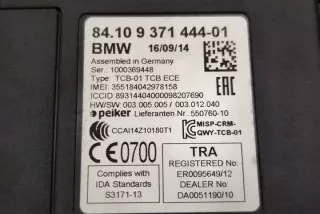 84.10 9 371 444-01
BMW 16/09/14
Assembled in Germany
Ser.: 1000369448
Type: TCB-01 TCB ECE
IMEI: 355184042978158
ICCID: 89314404000098207690
HW/SW: 003.005.005 / 003.012.040
peiker Lieferanten Nr.:550760-10
CCAI14Z10180T1
MSIP-CRM-
QWY-TCB-01
CE0700
Complies with
IDA Standards
S3171-13
TRA
REGISTERED No:
ER0095649/12
DEALER No:
DA0051190/10
EAC